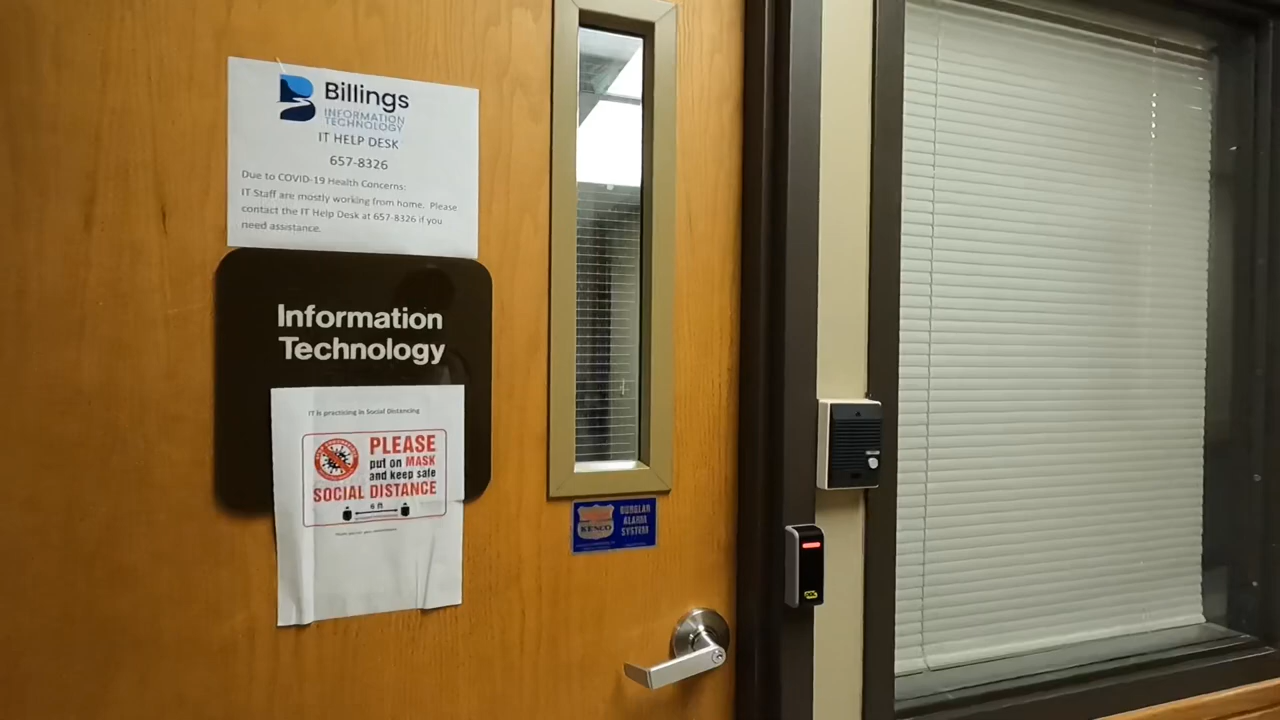 Billings
INFORMATION
TECHNOLOGY
IT HELP DESK
657-8326
Due to COVID-19 Health Concerns:
IT Staff are mostly working from home. Please
contact the IT Help Desk at 657-8326 if you
need assistance.
Information
Technology
IT is practicing in Social Distancing
PLEASE
put on MASK
and keep safe
SOCIAL DISTANCE
6 ft
KENCO
BURGLAR
ALARM
SYSTEM